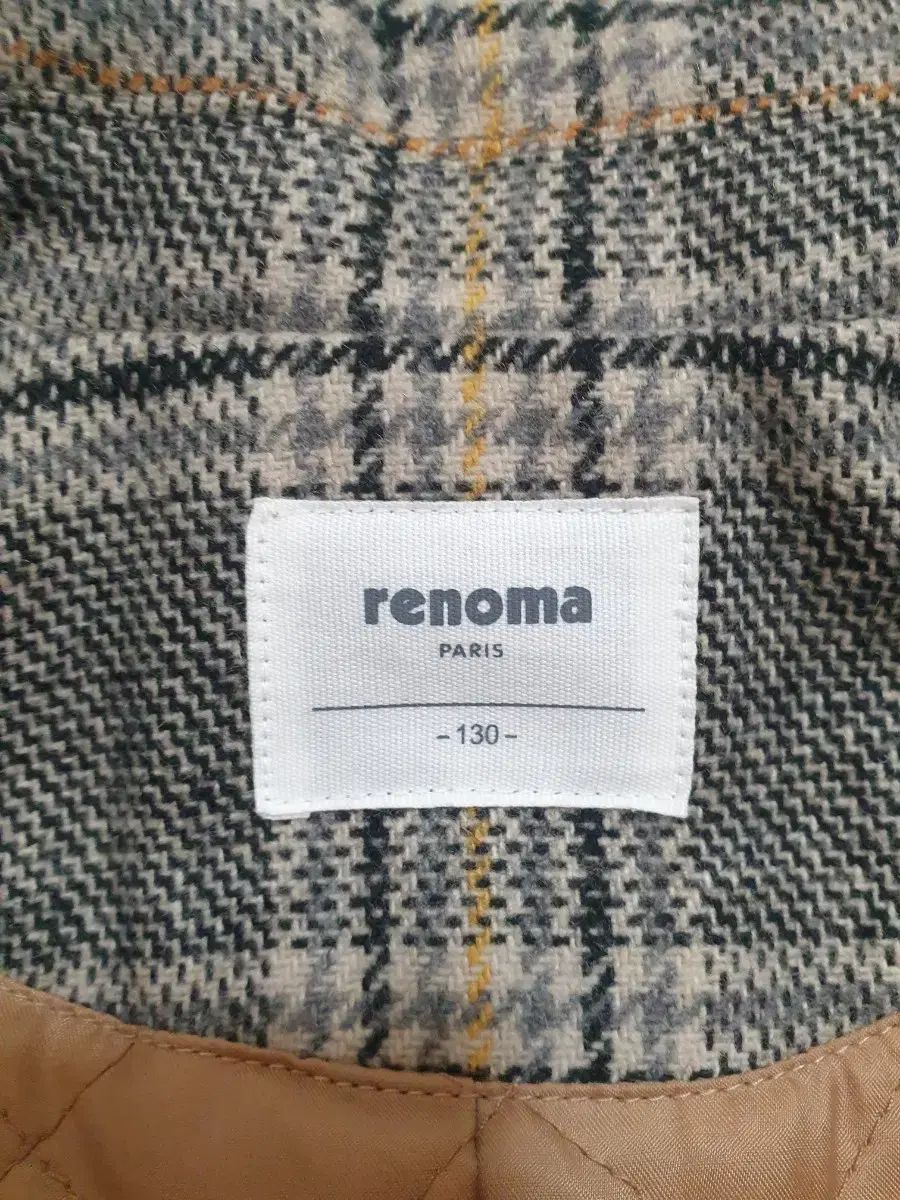 renoma
PARIS
-130-